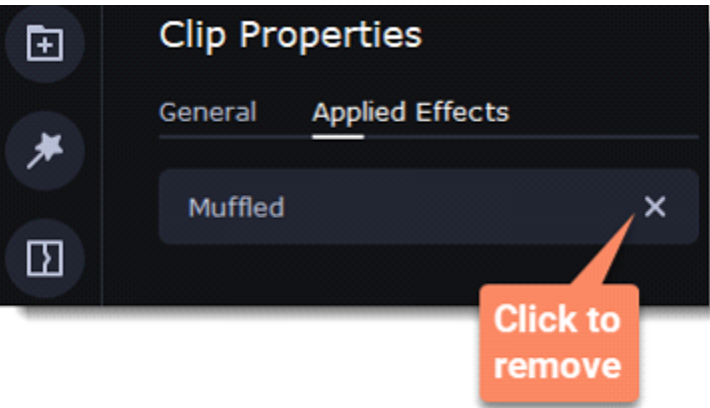 Clip Properties
General Applied Effects
Muffled
Click to
remove